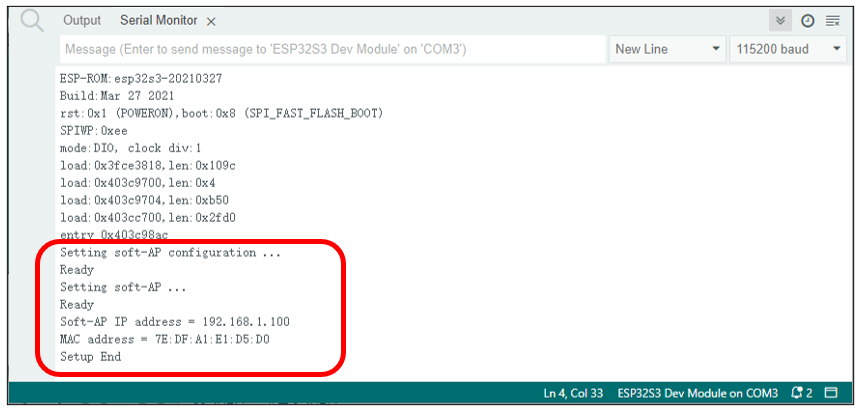 Output Serial Monitor
Message (Enter to send message to 'ESP32S3 Dev Module' on 'COM3') New Line 115200 baud
ESP-ROM:esp32s3-20210327
Build:Mar 27 2021
rst:0x1 (POWERON),boot:0x8 (SPI_FAST_FLASH_BOOT)
SPIWP:0xee
mode:DIO, clock div:1
load:0x3fce3818,len:0x109c
load:0x403c9700,len:0x4
load:0x403c9704,len:0xb50
load:0x403cc700,len:0x2fd0
entry 0x403c98ac
Setting soft-AP configuration ...
Ready
Setting soft-AP ...
Ready
Soft-AP IP address = 192.168.1.100
MAC address = 7E:DF:A1:E1:D5:D0
Setup End
Ln 4, Col 33 ESP32S3 Dev Module on COM3 2